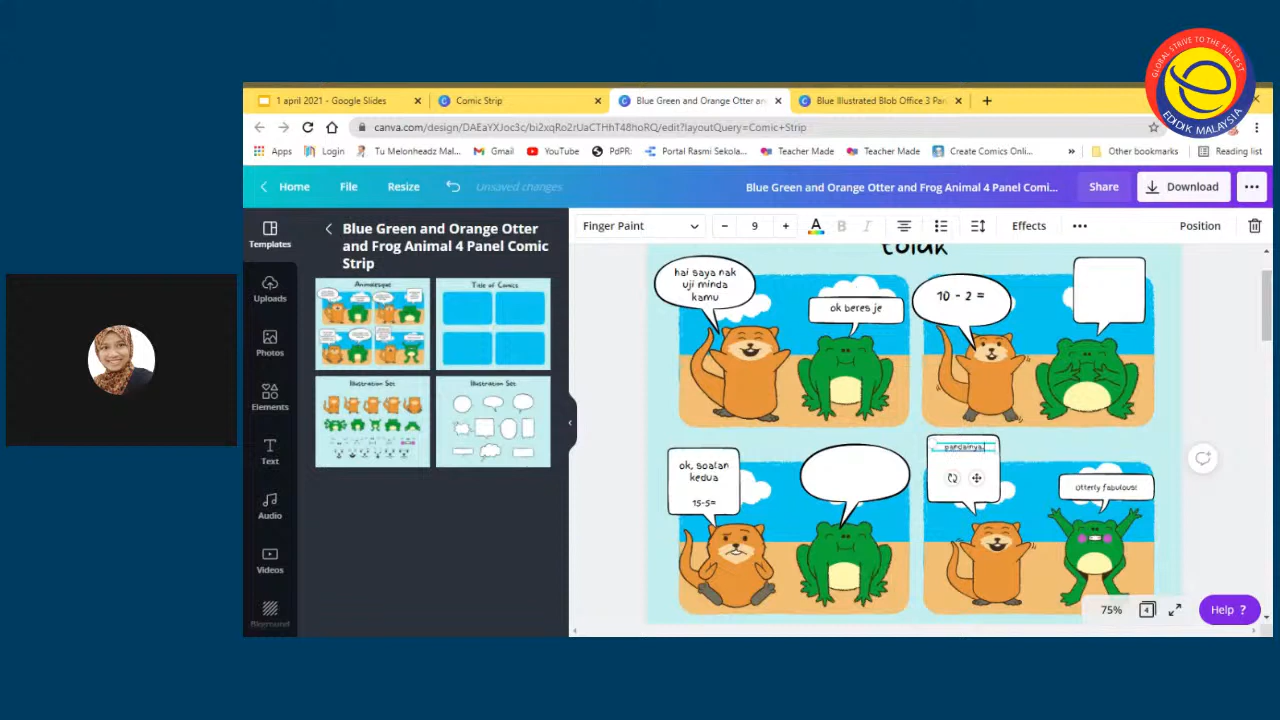 GLOBAL STRIVE TO THE FULLEST
EDIDIK MALAYSIA
1 april 2021 - Google Slides
Comic Strip
Blue Green and Orange Otter an
Blue Illustrated Blob Office 3 Pan
canva.com/design/DAEaYXJoc3c/bi2xqRo2rUaCTHhT48hoRQ/edit?layoutQuery=Comic+Strip
Apps
Login
Tu Melonheadz Mal...
Gmail
YouTube
PdPR:
Portal Rasmi Sekola...
Teacher Made
Teacher Made
Create Comics Onli...
»
Other bookmarks
Reading list
Home
File
Resize
Unsaved changes
Blue Green and Orange Otter and Frog Animal 4 Panel Comi...
Share
Download
Templates
Uploads
Photos
Elements
Text
Audio
Videos
Bkground
Blue Green and Orange Otter
and Frog Animal 4 Panel Comic
Strip
Title of Comics
Illustration Set
Illustration Set
Finger Paint
9
A
B
I
Effects
Position
tolak
hai saya nak
uji minda
kamu
ok beres je
10 - 2 =
ok, soalan
kedua
15-5=
pandainya
Otterly fabulous!
75%
4
Help ?